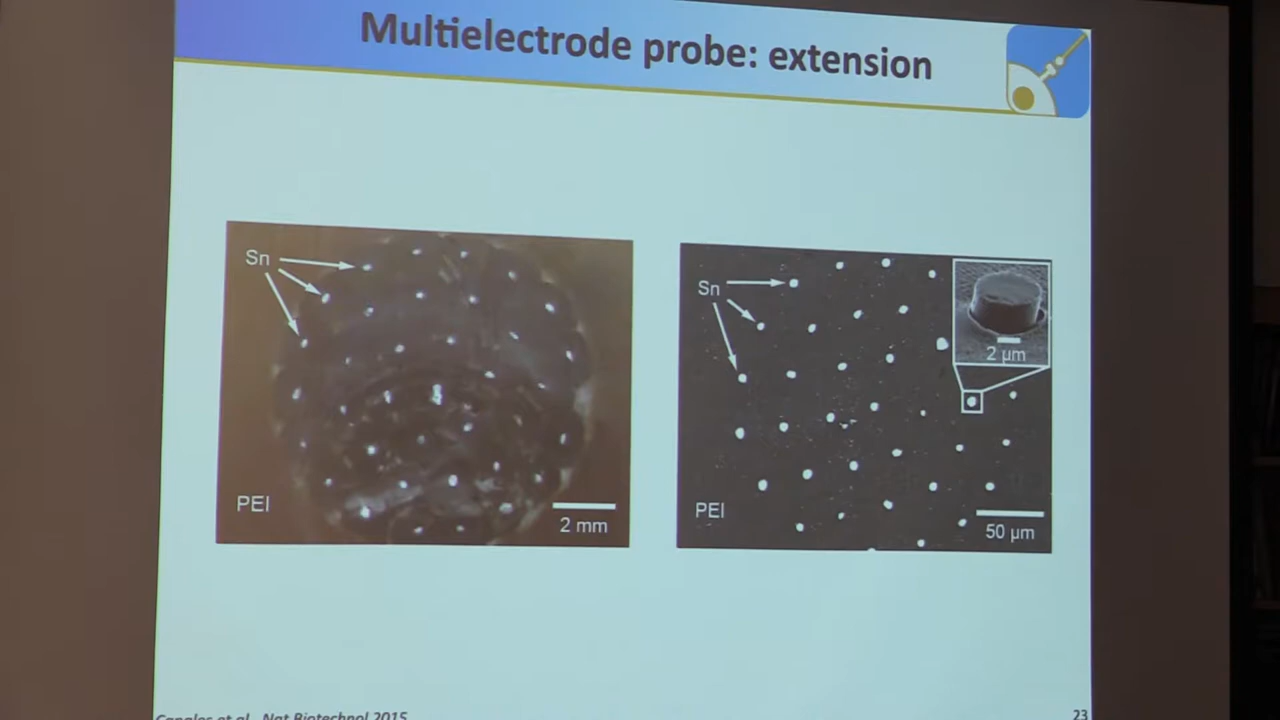 Multielectrode probe: extension
Sn
PEI
2 mm
Sn
2 µm
PEI
50 µm
Canales et al., Nat Biotechnol 2015
23